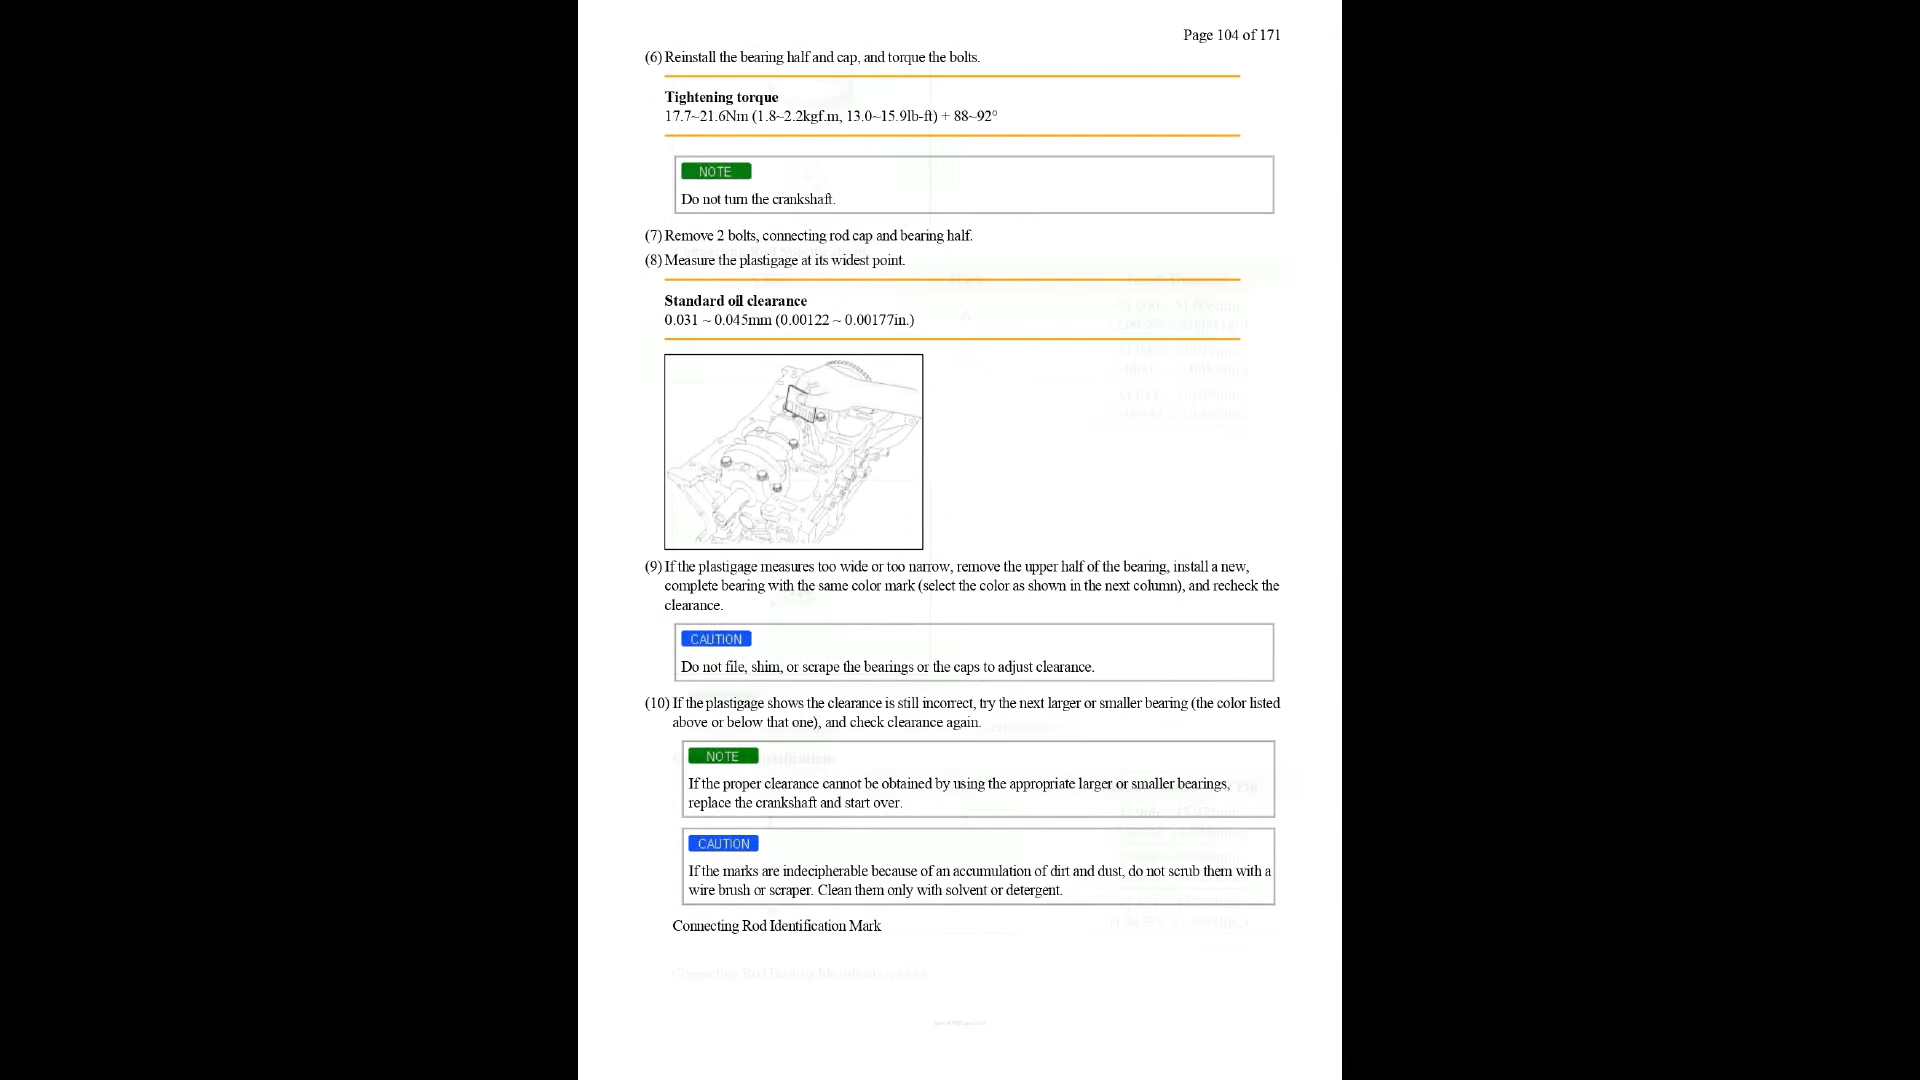 Page 104 of 171
(6) Reinstall the bearing half and cap, and torque the bolts.
Tightening torque
17.7~21.6Nm (1.8~2.2kgf.m, 13.0~15.9lb-ft) + 88~92°
NOTE
Do not turn the crankshaft.
(7) Remove 2 bolts, connecting rod cap and bearing half.
(8) Measure the plastigage at its widest point.
Standard oil clearance
0.031 ~ 0.045mm (0.00122 ~ 0.00177in.)
(9) If the plastigage measures too wide or too narrow, remove the upper half of the bearing, install a new,
complete bearing with the same color mark (select the color as shown in the next column), and recheck the
clearance.
CAUTION
Do not file, shim, or scrape the bearings or the caps to adjust clearance.
(10) If the plastigage shows the clearance is still incorrect, try the next larger or smaller bearing (the color listed
above or below that one), and check clearance again.
NOTE
If the proper clearance cannot be obtained by using the appropriate larger or smaller bearings,
replace the crankshaft and start over.
CAUTION
If the marks are indecipherable because of an accumulation of dirt and dust, do not scrub them with a
wire brush or scraper. Clean them only with solvent or detergent.
Connecting Rod Identification Mark